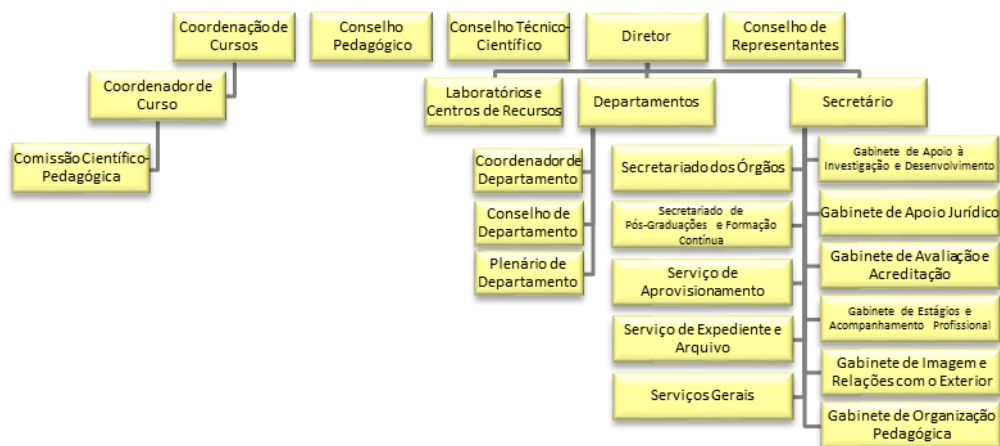 Coordenação de
Cursos
Conselho
Pedagógico
Conselho Técnico-
Científico
Diretor
Conselho de
Representantes
Coordenador de
Curso
Laboratórios e
Centros de Recursos
Departamentos
Secretário
Comissão Científico-
Pedagógica
Coordenador de
Departamento
Conselho de
Departamento
Plenário de
Departamento
Secretariado dos Órgãos
Secretariado de
Pós-Graduações e Formação
Contínua
Serviço de
Aprovisionamento
Serviço de Expediente e
Arquivo
Serviços Gerais
Gabinete de Apoio à
Investigação e Desenvolvimento
Gabinete de Apoio Jurídico
Gabinete de Avaliação e
Acreditação
Gabinete de Estágios e
Acompanhamento Profissional
Gabinete de Imagem e
Relações com o Exterior
Gabinete de Organização
Pedagógica